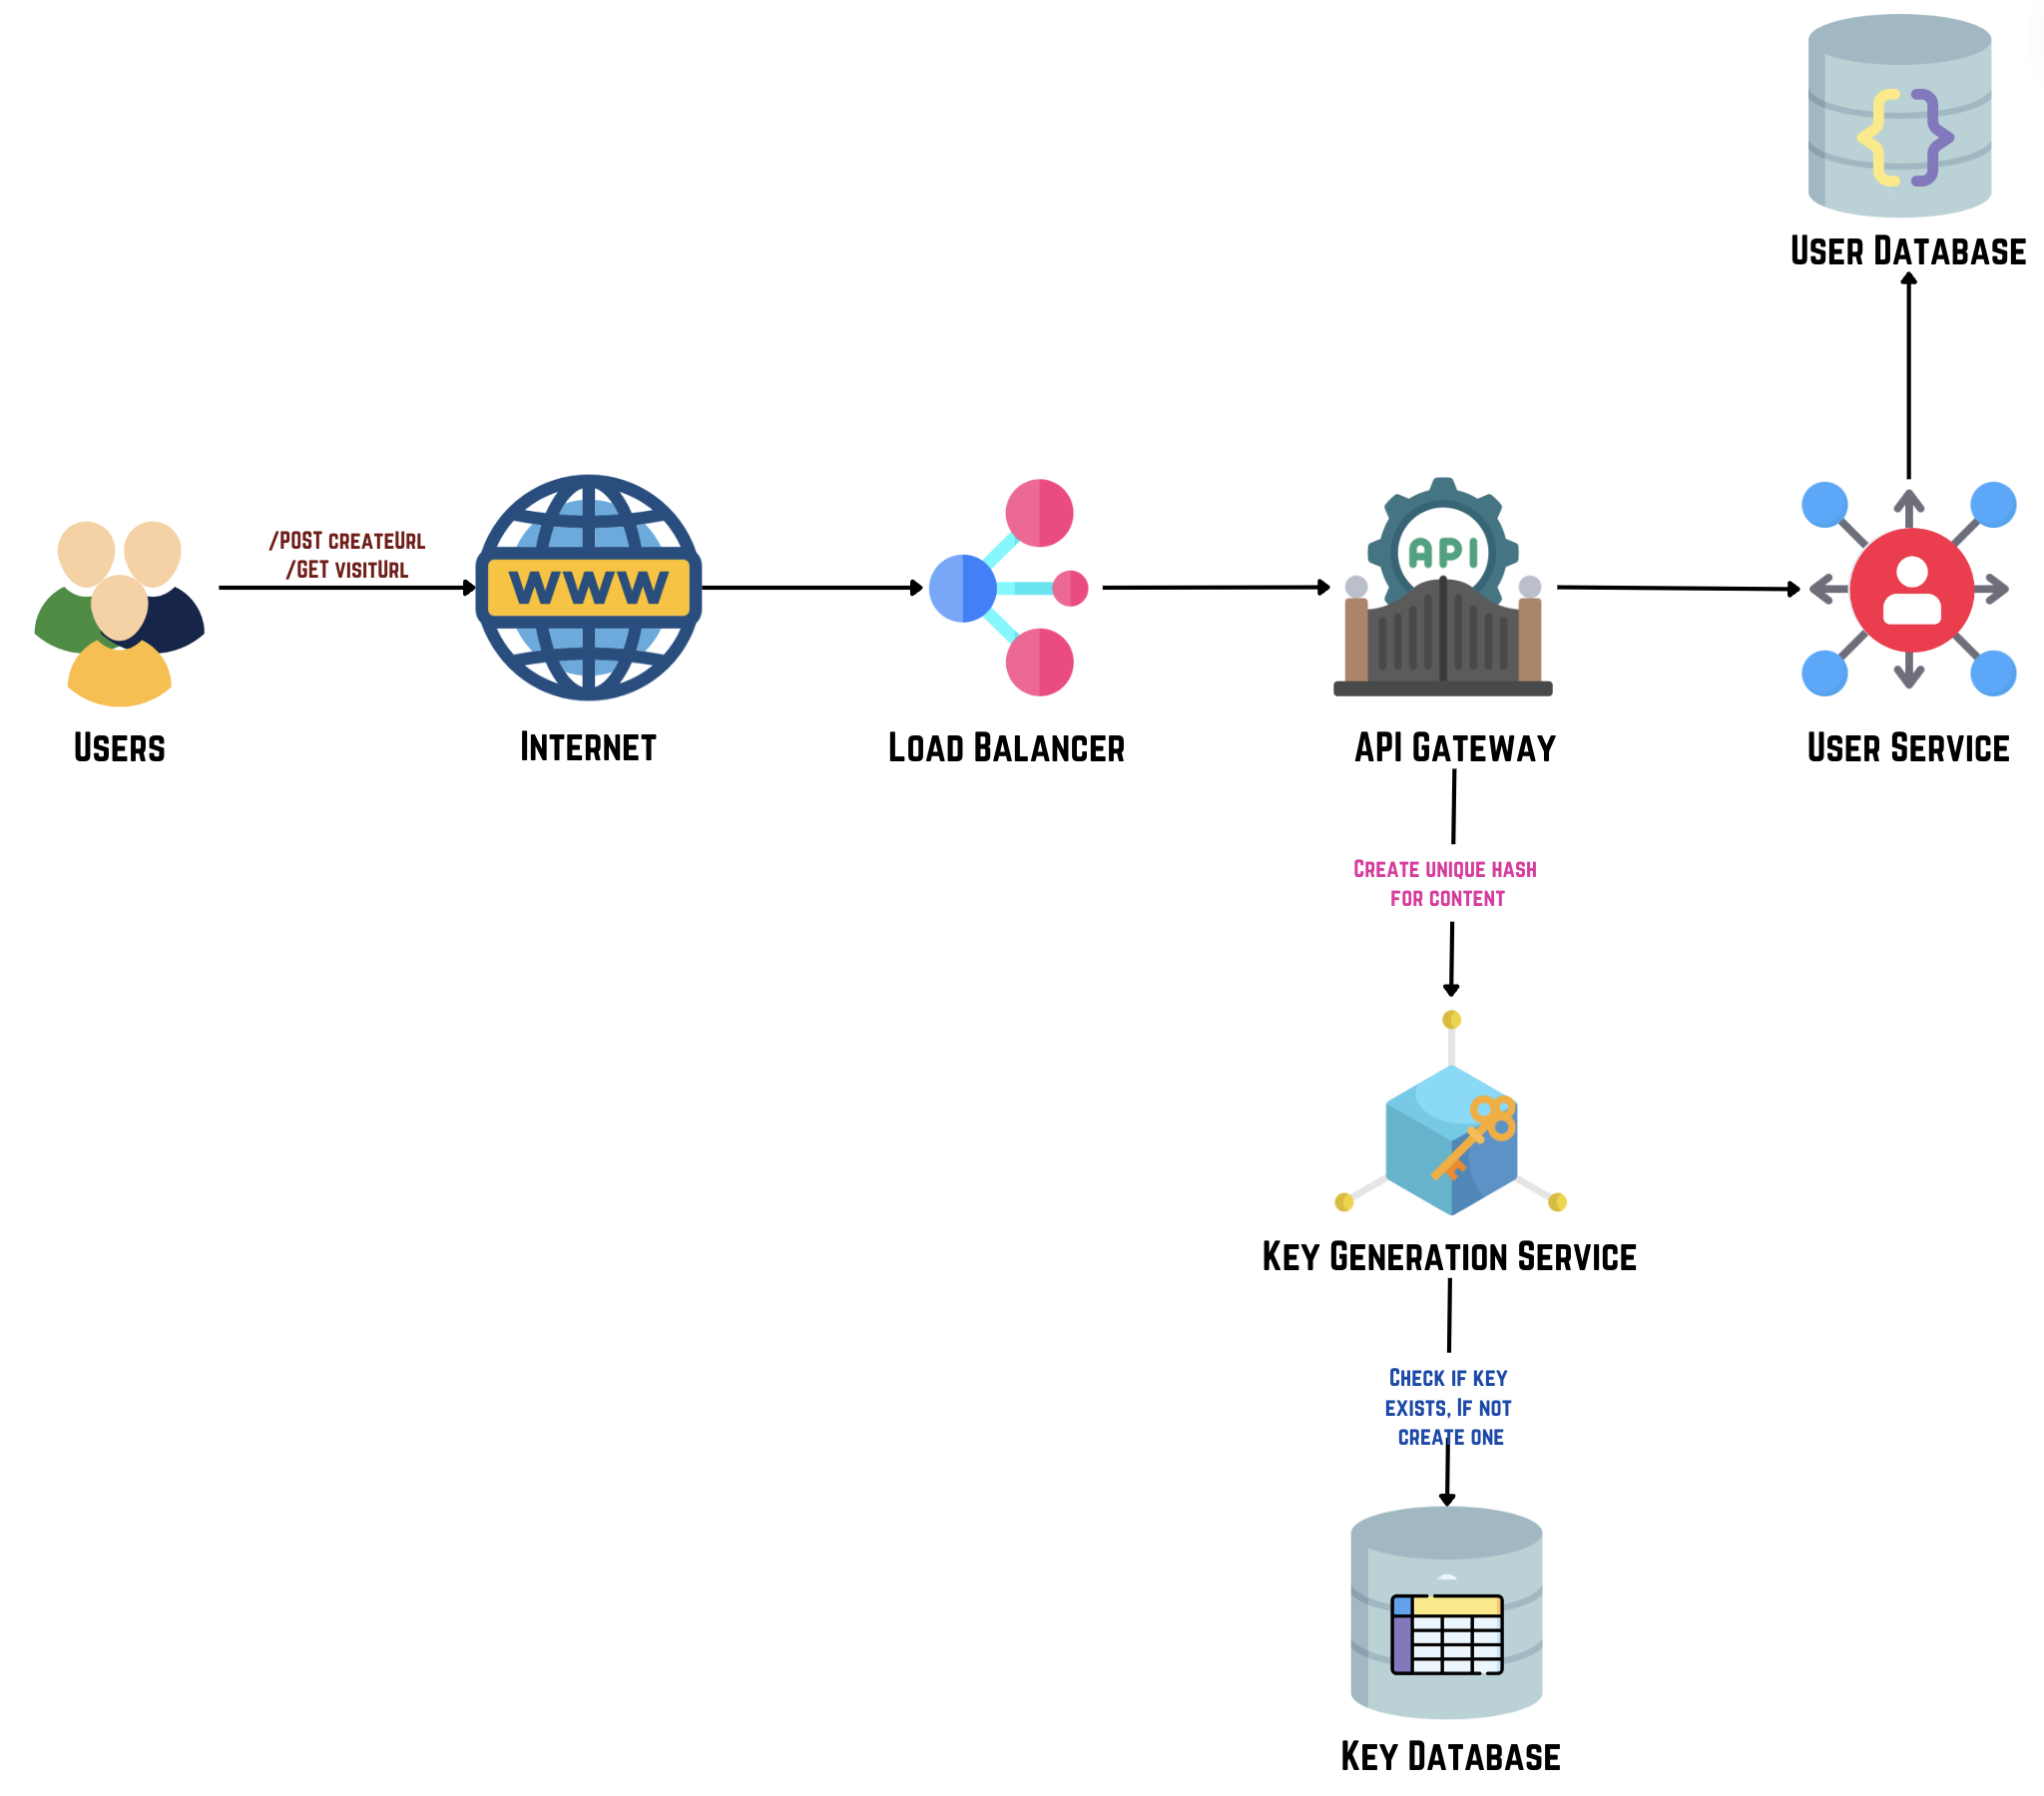 User Database
/POST createUrl
/GET visitUrl
WWW
API
Users
Internet
Load Balancer
API Gateway
User Service
Create unique hash
for content
Key Generation Service
Check if key
exists, If not
create one
Key Database